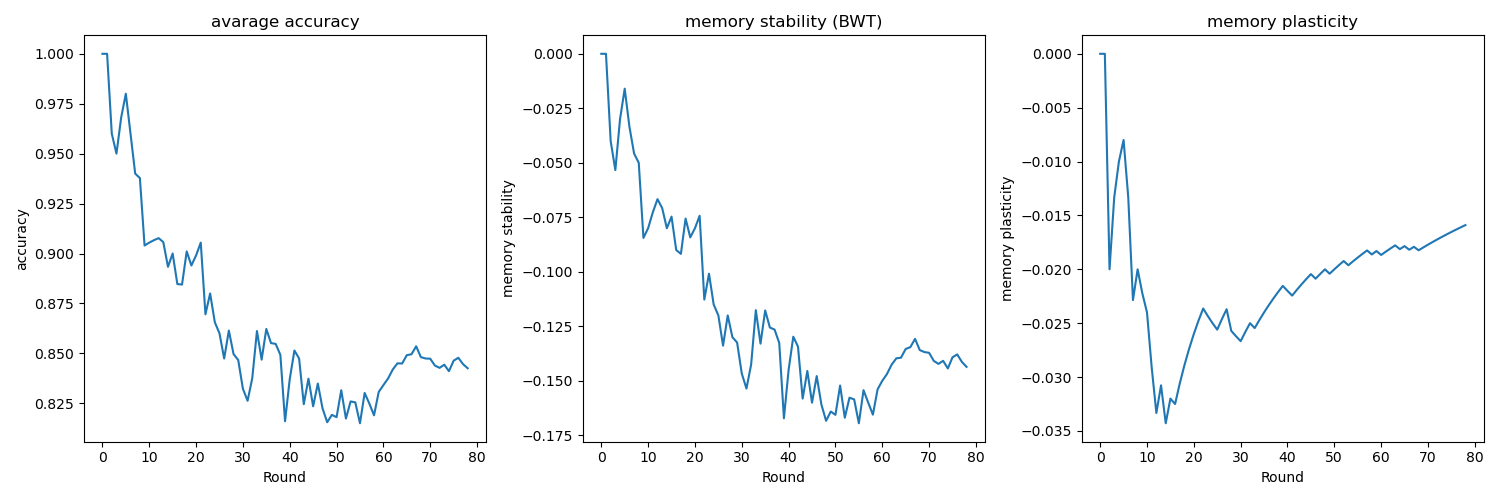 avarage accuracy
accuracy
1.000
0.975
0.950
0.925
0.900
0.875
0.850
0.825
0 10 20 30 40 50 60 70 80
Round
memory stability (BWT)
memory stability
0.000
−0.025
−0.050
−0.075
−0.100
−0.125
−0.150
−0.175
0 10 20 30 40 50 60 70 80
Round
memory plasticity
memory plasticity
0.000
−0.005
−0.010
−0.015
−0.020
−0.025
−0.030
−0.035
0 10 20 30 40 50 60 70 80
Round